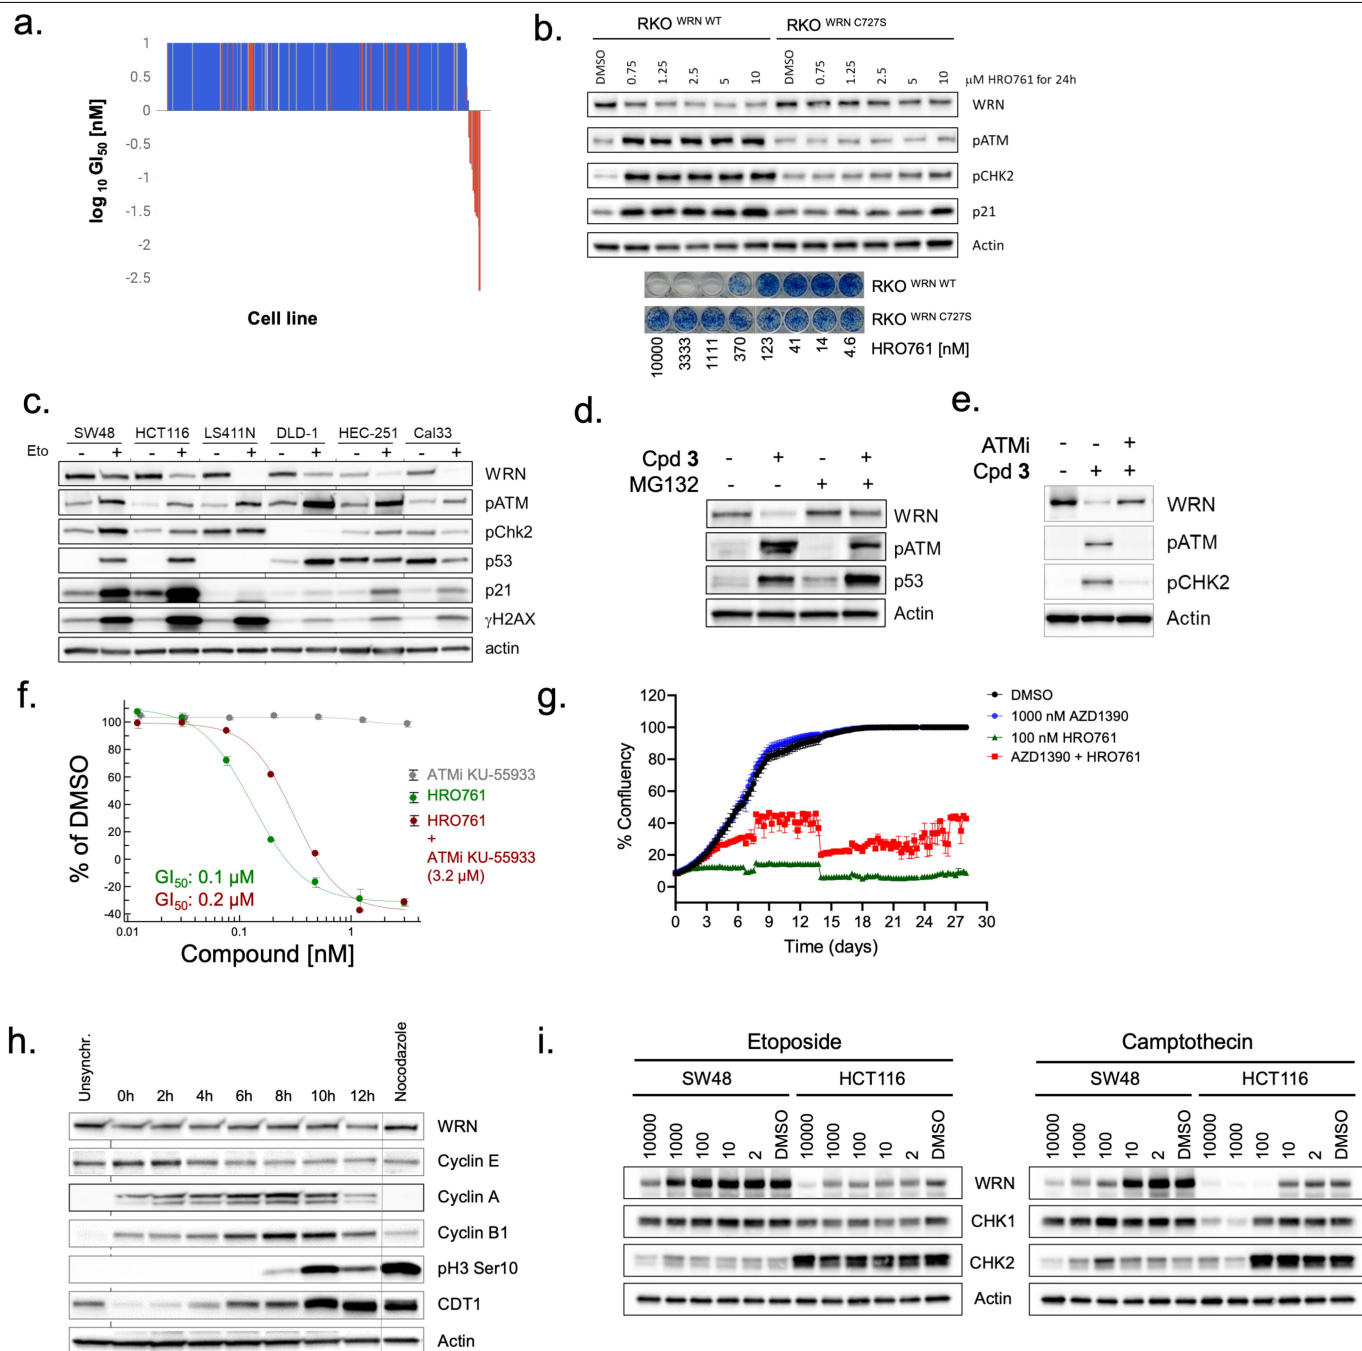 a.
log 10 GI50 [nM]
1
0.5
0
-0.5
-1
-1.5
-2
-2.5
Cell line
b.
RKO WRN WT RKO WRN C727S
DMSO 0.75 1.25 2.5 5 10 DMSO 0.75 1.25 2.5 5 10 μM HRO761 for 24h
WRN
pATM
pCHK2
p21
Actin
RKO WRN WT
RKO WRN C727S
10000 3333 1111 370 123 41 14 4.6 HRO761 [nM]
c.
SW48 HCT116 LS411N DLD-1 HEC-251 Cal33
Eto - + - + - + - + - + - +
WRN
pATM
pChk2
p53
p21
γH2AX
actin
d.
Cpd 3 - + - +
MG132 - - + +
WRN
pATM
p53
Actin
e.
ATMi - - +
Cpd 3 - + +
WRN
pATM
pCHK2
Actin
f.
% of DMSO
100
80
60
40
20
0
-20
-40
0.01 0.1 1
Compound [nM]
GI50: 0.1 μM
GI50: 0.2 μM
ATMi KU-55933
HRO761
HRO761
+
ATMi KU-55933
(3.2 μM)
g.
% Confluency
120
100
80
60
40
20
0
0 3 6 9 12 15 18 21 24 27 30
Time (days)
DMSO
1000 nM AZD1390
100 nM HRO761
AZD1390 + HRO761
h.
Unsynchr. 0h 2h 4h 6h 8h 10h 12h Nocodazole
WRN
Cyclin E
Cyclin A
Cyclin B1
pH3 Ser10
CDT1
Actin
i.
Etoposide Camptothecin
SW48 HCT116 SW48 HCT116
10000 1000 100 10 2 DMSO 10000 1000 100 10 2 DMSO 10000 1000 100 10 2 DMSO 10000 1000 100 10 2 DMSO
WRN
CHK1
CHK2
Actin